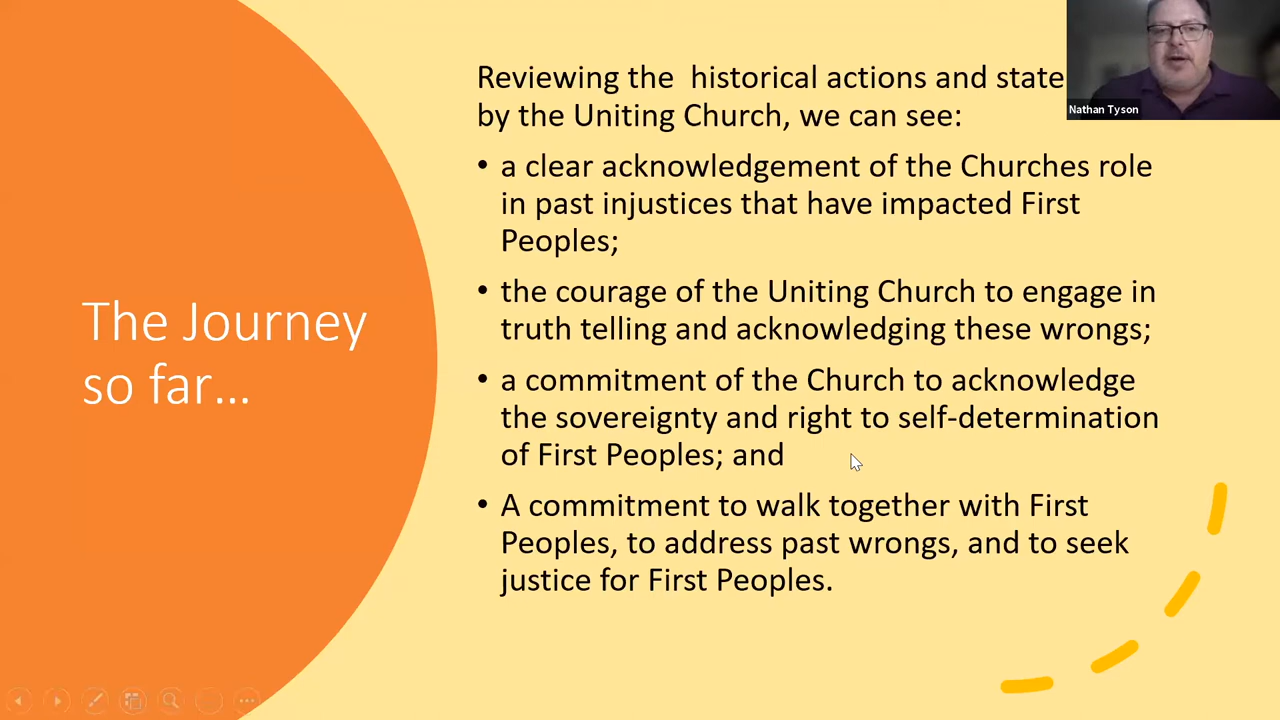 The Journey
so far...
Reviewing the  historical actions and state
by the Uniting Church, we can see:
• a clear acknowledgement of the Churches role
in past injustices that have impacted First
Peoples;
• the courage of the Uniting Church to engage in
truth telling and acknowledging these wrongs;
• a commitment of the Church to acknowledge
the sovereignty and right to self-determination
of First Peoples; and
• A commitment to walk together with First
Peoples, to address past wrongs, and to seek
justice for First Peoples.
Nathan Tyson